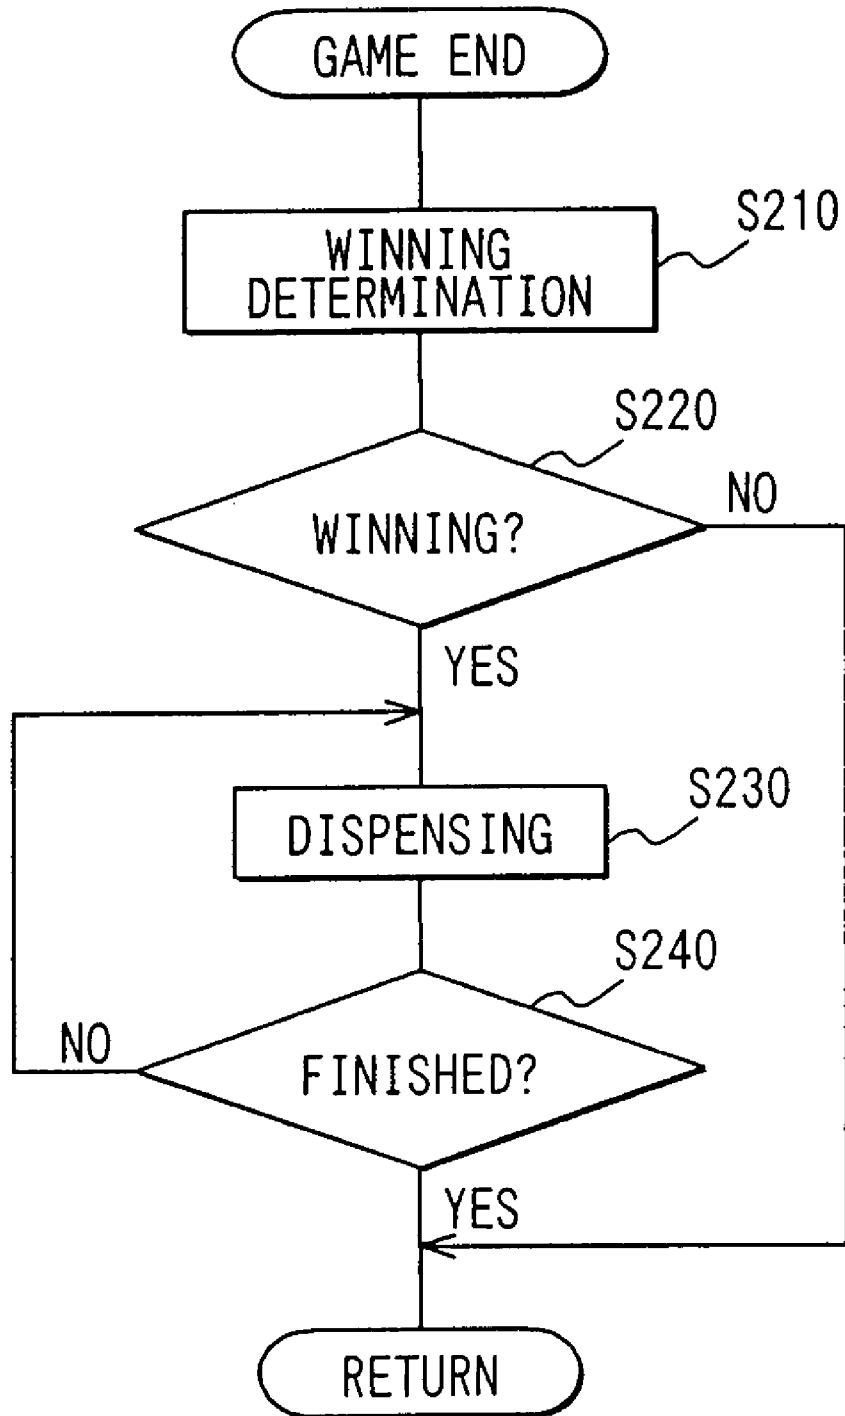 GAME END
S210
WINNING
DETERMINATION
S220
WINNING?
NO
YES
S230
DISPENSING
S240
NO
FINISHED?
YES
RETURN